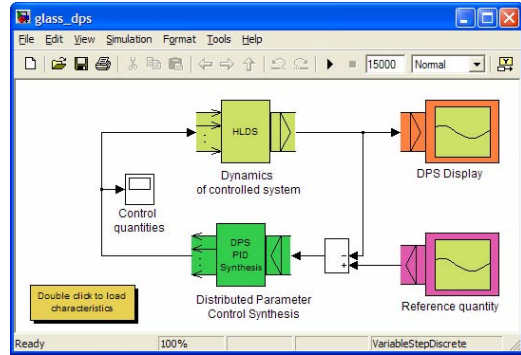 glass_dps
File Edit View Simulation Format Tools Help
15000 Normal
HLDS
Dynamics
of controlled system
DPS Display
Control
quantities
DPS
PID
Synthesis
−
+
Distributed Parameter
Control Synthesis
Reference quantity
Double click to load
characteristics
Ready 100% VariableStepDiscrete